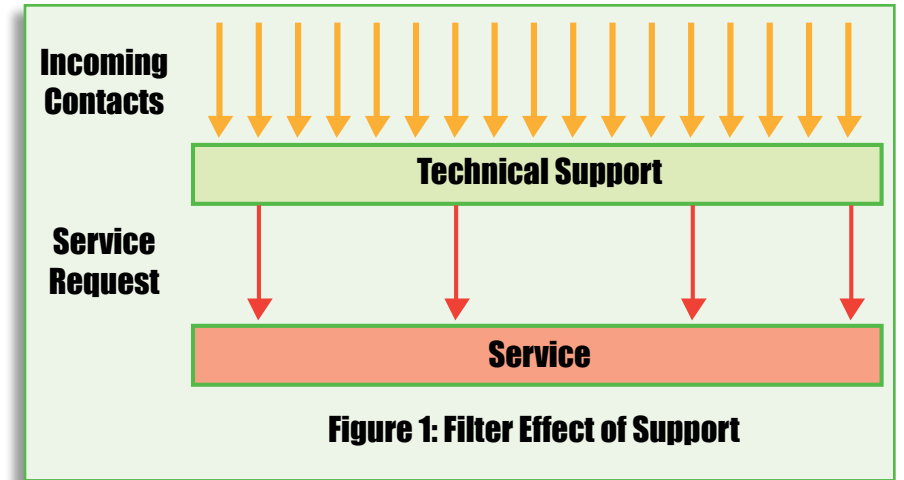 Incoming
Contacts
Technical Support
Service
Request
Service
Figure 1: Filter Effect of Support